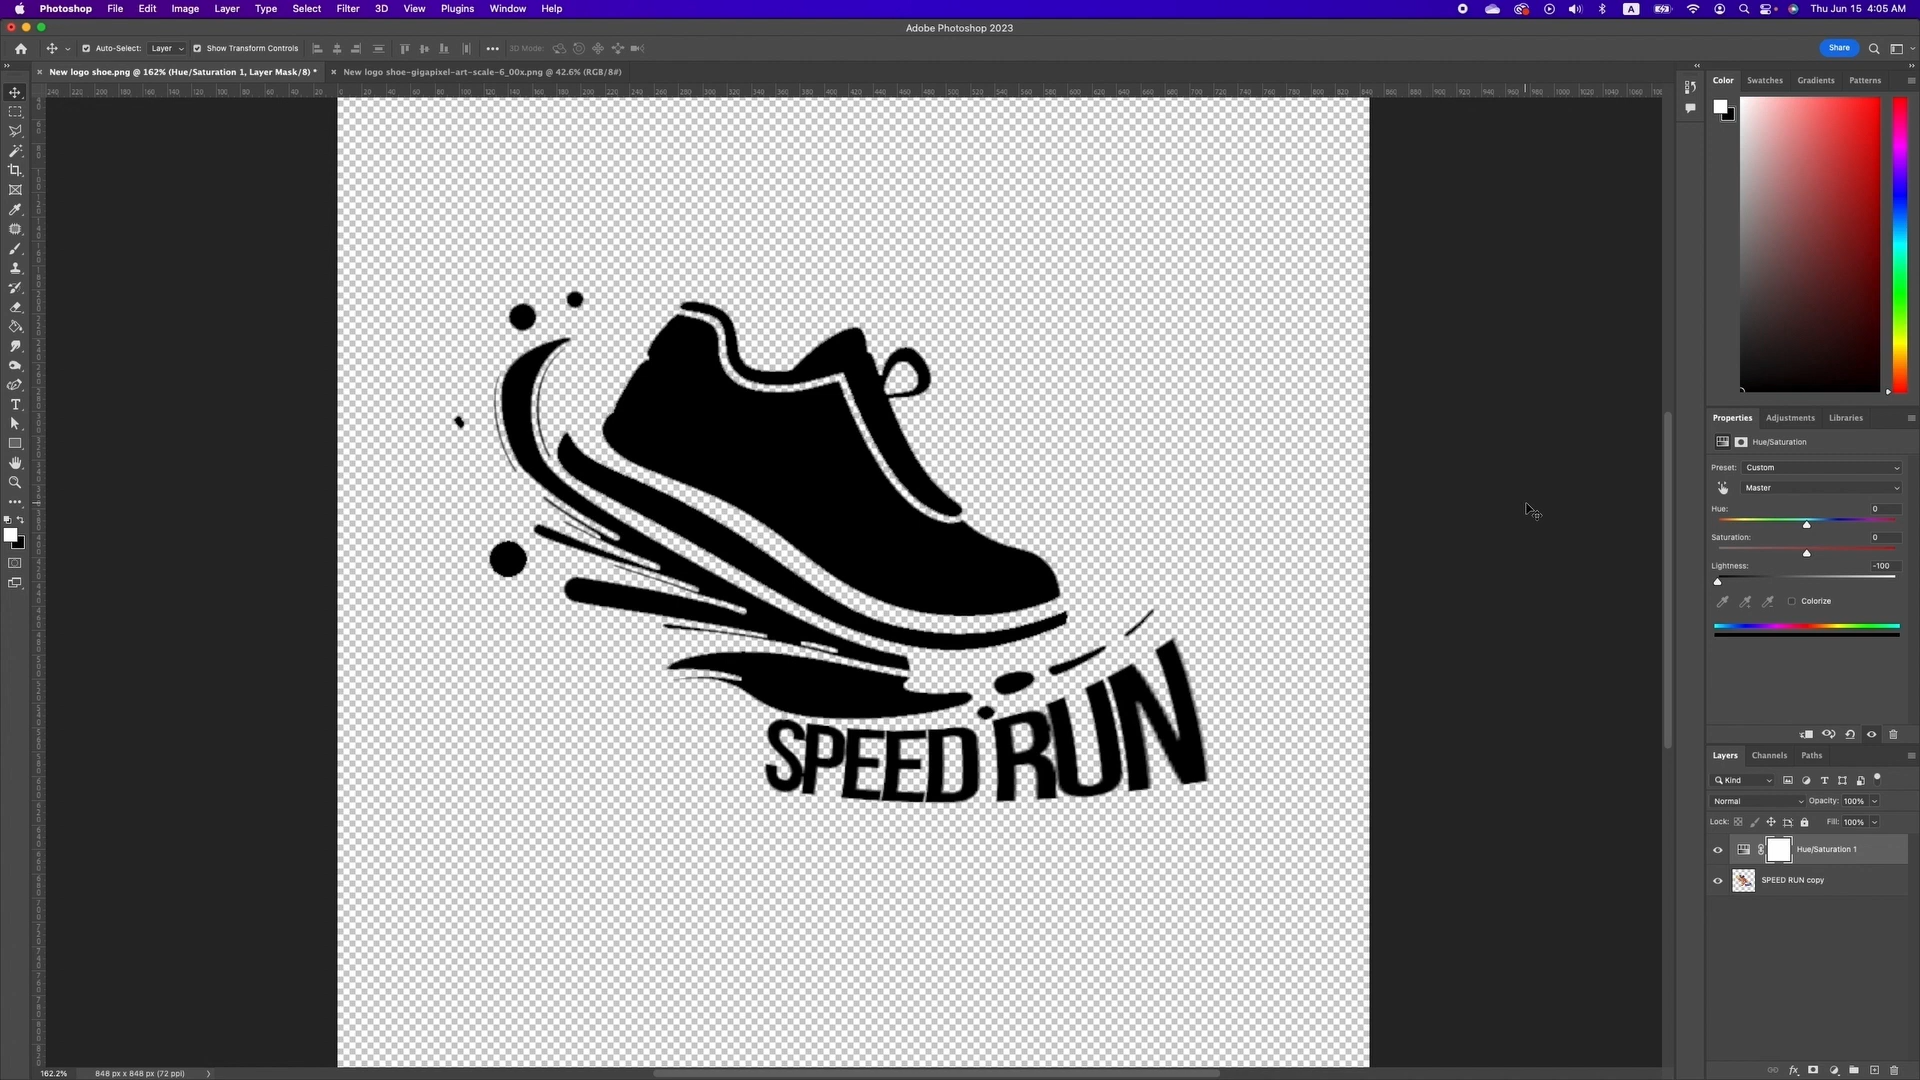 Photoshop File Edit Image Layer Type Select Filter 3D View Plugins Window Help A Thu Jun 15 4:05 AM
Adobe Photoshop 2023
Auto-Select: Layer Show Transform Controls 3D Mode: Share
New logo shoe.png @ 162% (Hue/Saturation 1, Layer Mask/8) * New logo shoe-gigapixel-art-scale-6_00x.png @ 42.6% (RGB/8#)
Color Swatches Gradients Patterns
Properties Adjustments Libraries
Hue/Saturation
Preset: Custom
Master
Hue: 0
Saturation: 0
Lightness: -100
Colorize
SPEED RUN
Layers Channels Paths
Kind
Normal Opacity: 100%
Lock: Fill: 100%
Hue/Saturation 1
SPEED RUN copy
162.2% 848 px x 848 px (72 ppi)